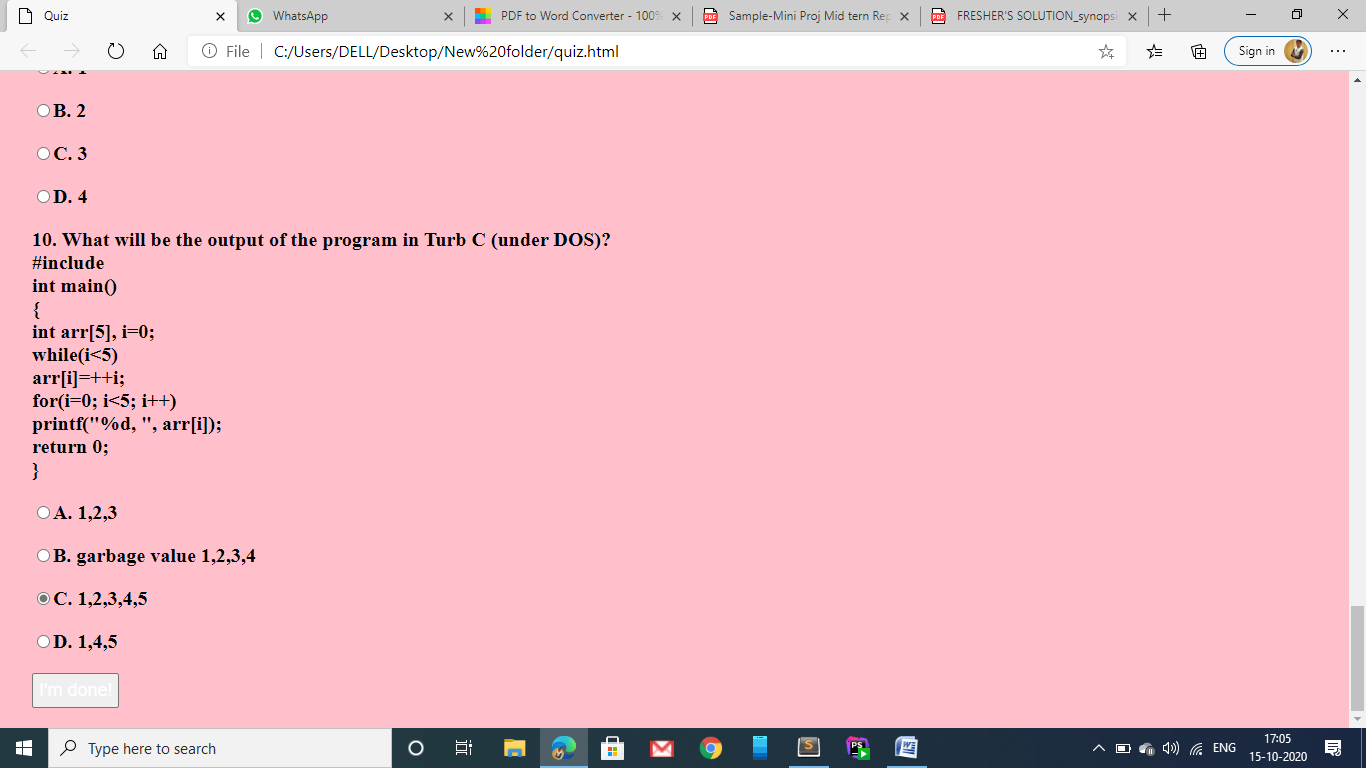 Quiz
WhatsApp
PDF to Word Converter - 100%
Sample-Mini Proj Mid tern Rep
FRESHER'S SOLUTION_synopsi
File
C:/Users/DELL/Desktop/New%20folder/quiz.html
Sign in
A. 1
B. 2
C. 3
D. 4
10. What will be the output of the program in Turb C (under DOS)?
#include
int main()
{
int arr[5], i=0;
while(i<5)
arr[i]=++i;
for(i=0; i<5; i++)
printf("%d, ", arr[i]);
return 0;
}
A. 1,2,3
B. garbage value 1,2,3,4
C. 1,2,3,4,5
D. 1,4,5
I'm done!
Type here to search
ENG
17:05
15-10-2020